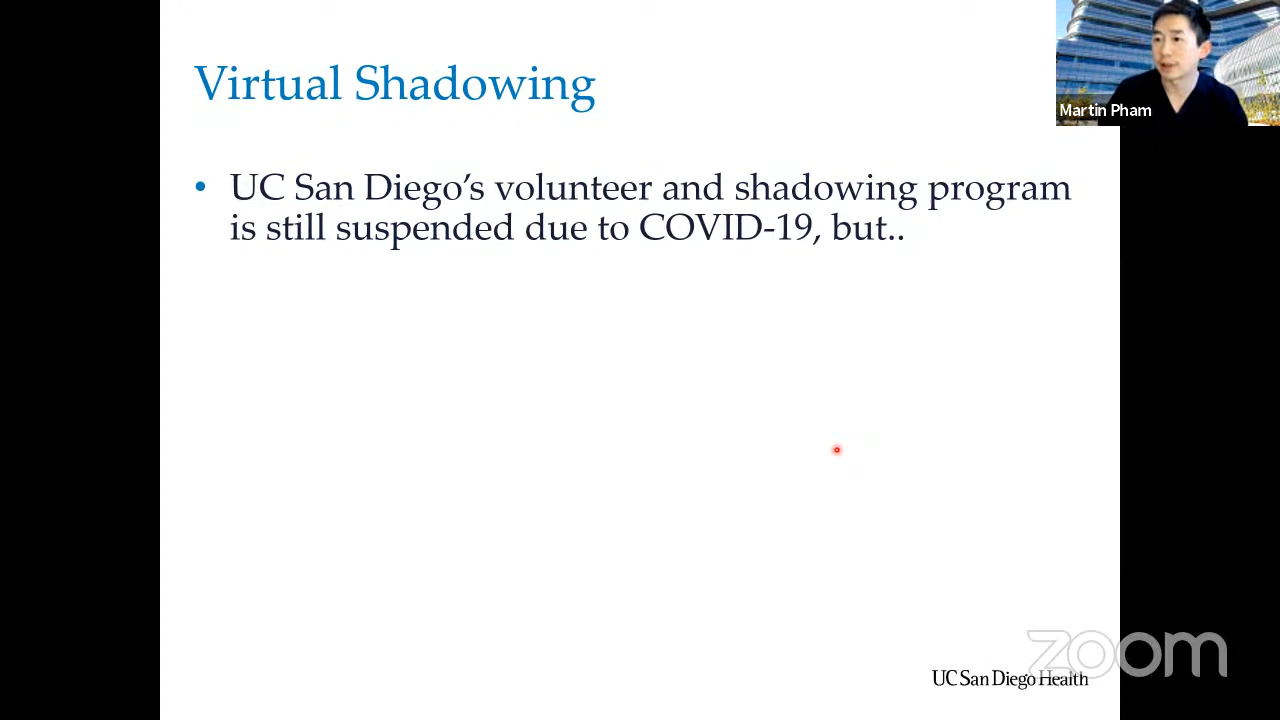 Virtual Shadowing
Martin Pham
• UC San Diego's volunteer and shadowing program
is still suspended due to COVID-19, but..
zoom
UC San Diego Health